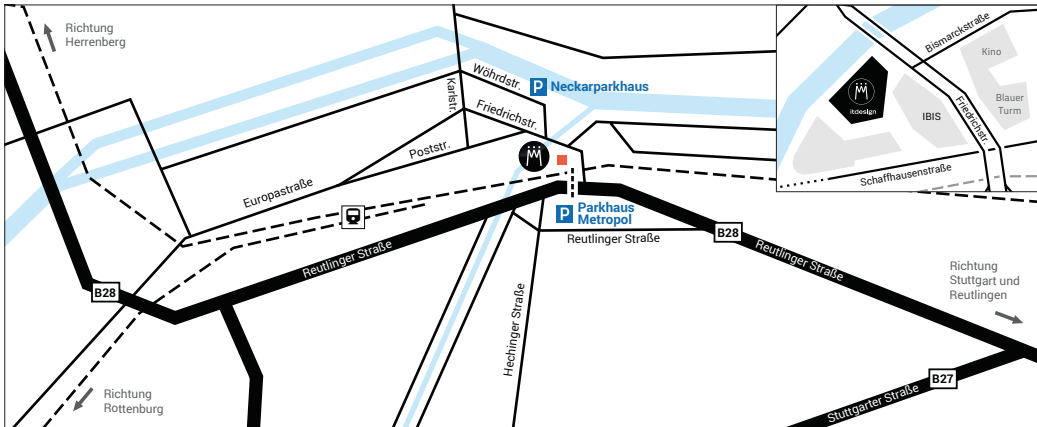 Richtung
Herrenberg
Wöhrdstr.
P Neckarparkhaus
Karlstr.
Friedrichstr.
Poststr.
Europastraße
P Parkhaus
Metropol
Reutlinger Straße
B28
Reutlinger Straße
Reutlinger Straße
B28
Hechinger Straße
Richtung
Stuttgart und
Reutlingen
B27
Stuttgarter Straße
Richtung
Rottenburg
Bismarckstraße
Kino
itdesign
IBIS
Blauer
Turm
Friedrichstr.
Schaffhausenstraße